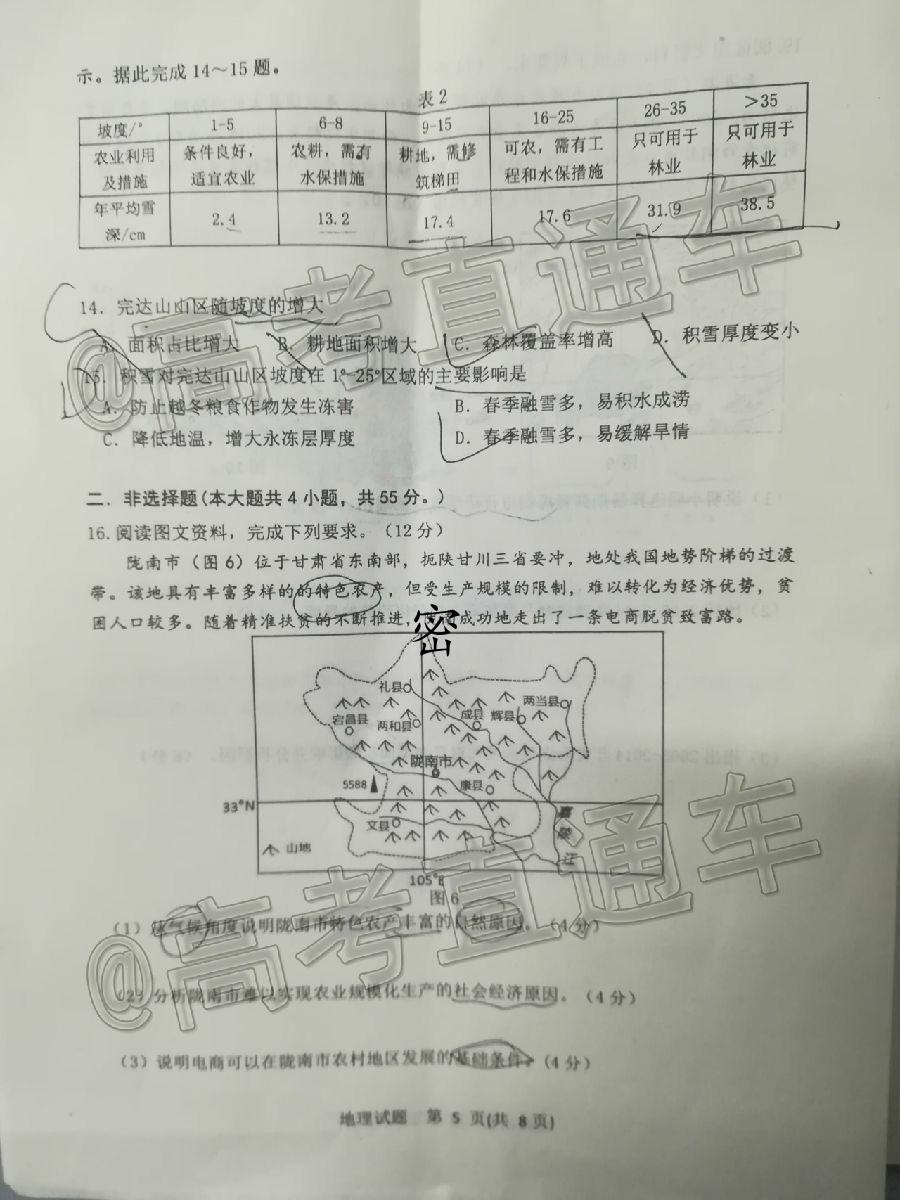 示。据此完成14～15题。
表2
坡度/° 1-5 6-8 9-15 16-25 26-35 >35
农业利用及措施 条件良好，适宜农业 农耕，需有水保措施 耕地，需修筑梯田 可农，需有工程和水保措施 只可用于林业 只可用于林业
年平均雪深/cm 2.4 13.2 17.4 17.6 31.9 38.5
14．完达山山区随坡度的增大
A．面积占比增大 B．耕地面积增大 C．森林覆盖率增高 D．积雪厚度变小
15．积雪对完达山山区坡度在1°-25°区域的主要影响是
A．防止越冬粮食作物发生冻害 B．春季融雪多，易积水成涝
C．降低地温，增大永冻层厚度 D．春季融雪多，易缓解旱情
二．非选择题(本大题共4小题，共55分。)
16.阅读图文资料，完成下列要求。（12分）
陇南市（图6）位于甘肃省东南部，扼陕甘川三省要冲，地处我国地势阶梯的过渡
带。该地具有丰富多样的的特色农产，但受生产规模的限制，难以转化为经济优势，贫
困人口较多。随着精准扶贫的不断推进，成功地走出了一条电商脱贫致富路。
密
礼县
两当县
宕昌县
两和县
成县
辉县
陇南市
康县
5588
33°N
文县
嘉陵江
山地
105°E
图6
(1)从气候角度说明陇南市特色农产丰富的自然原因。（4分）
(2)分析陇南市难以实现农业规模化生产的社会经济原因。（4分）
(3)说明电商可以在陇南市农村地区发展的基础条件。(4分)
地理试题 第 5 页(共 8 页)
@高考直通车
@高考直通车